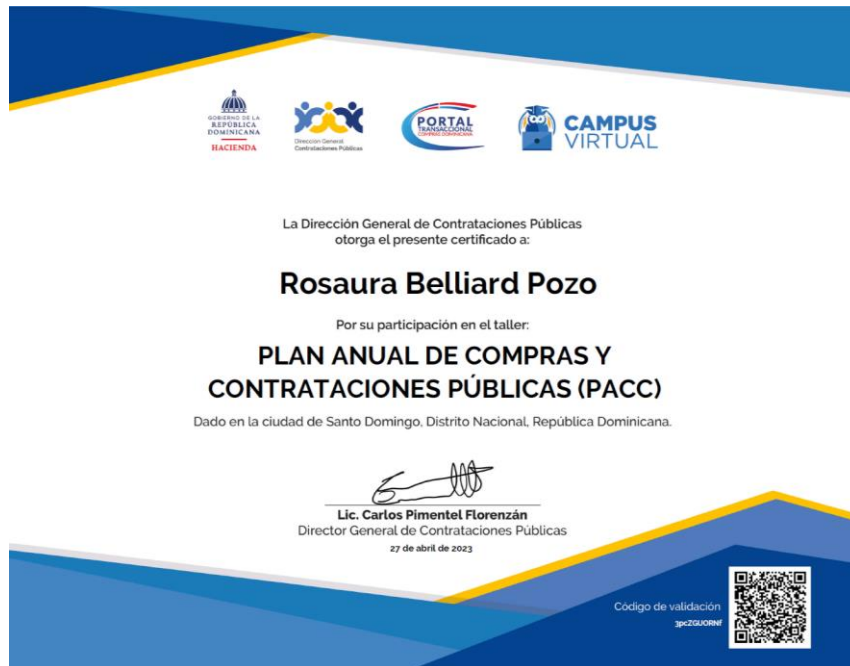 GOBIERNO DE LA
REPÚBLICA
DOMINICANA
HACIENDA
Dirección General
Contrataciones Públicas
PORTAL
TRANSACCIONAL
COMPRAS DOMINICANA
CAMPUS
VIRTUAL
La Dirección General de Contrataciones Públicas
otorga el presente certificado a:
Rosaura Belliard Pozo
Por su participación en el taller:
PLAN ANUAL DE COMPRAS Y
CONTRATACIONES PÚBLICAS (PACC)
Dado en la ciudad de Santo Domingo, Distrito Nacional, República Dominicana.
Lic. Carlos Pimentel Florenzán
Director General de Contrataciones Públicas
27 de abril de 2023
Código de validación
3pcZGUORNf